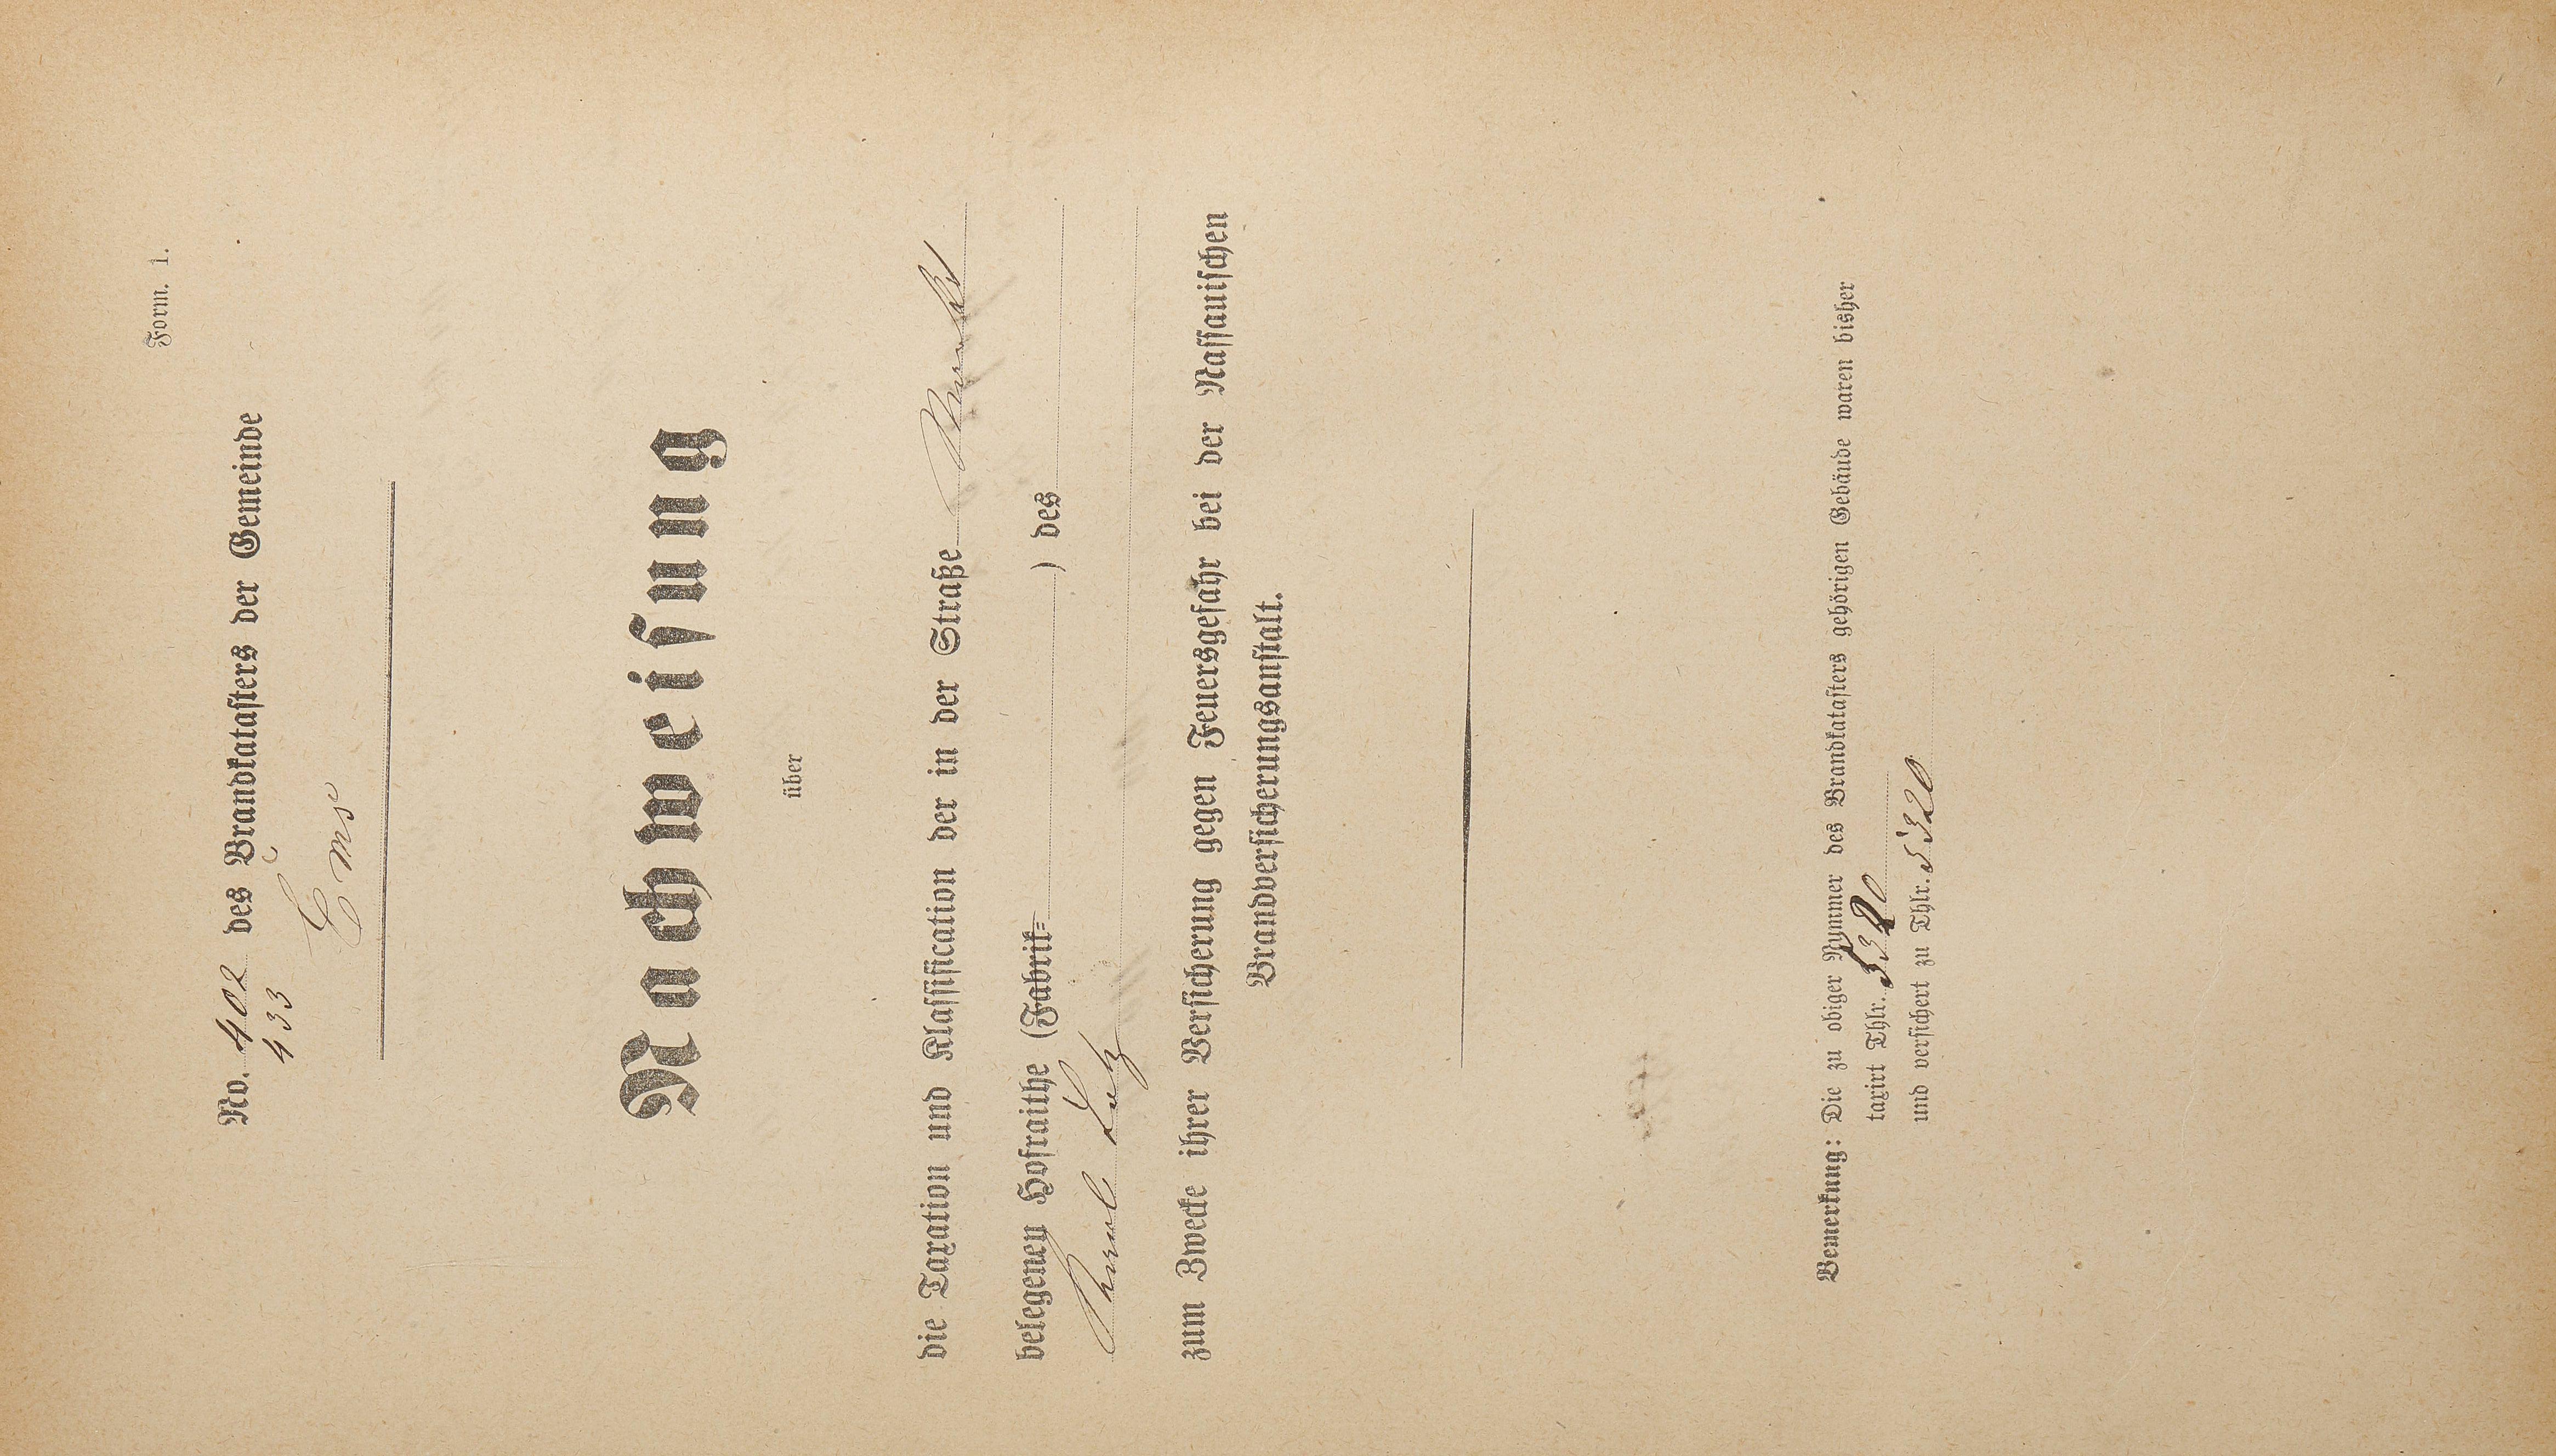 Form. 1.
No. 402 des Brandkatasters der Gemeinde
433
Ems
Nachweisung
über
die Taxation und Klassification der in der Straße
belegenen Hofraithe (Fabrik= ) des
Lutz
zum Zwecke ihrer Versicherung gegen Feuersgefahr bei der Nassauischen
Brandversicherungsanstalt.
Bemerkung: Die zu obiger Nummer des Brandkatasters gehörigen Gebäude waren bisher
taxirt Thlr.
und versichert zu Thlr. 5320